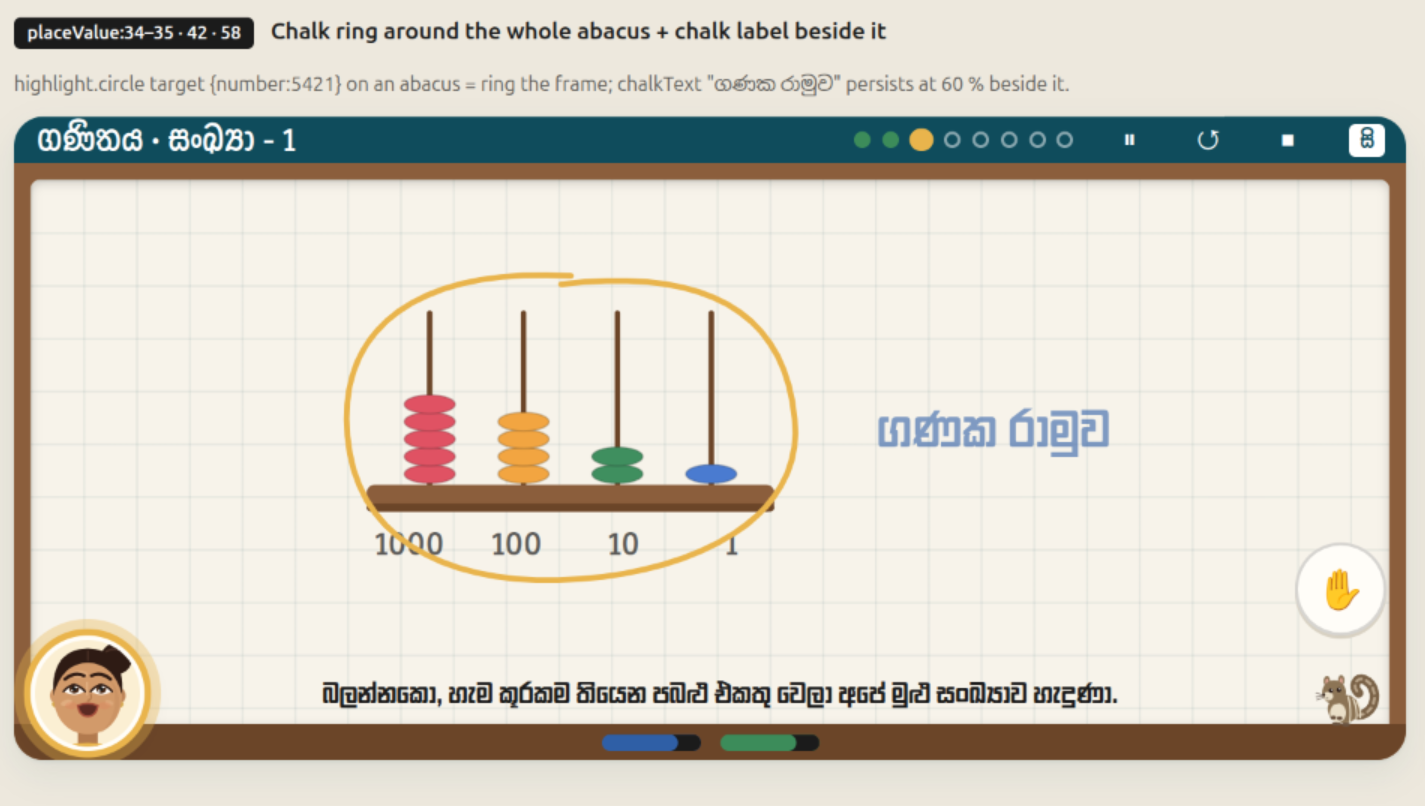 placeValue:34–35 · 42 · 58 Chalk ring around the whole abacus + chalk label beside it
highlight.circle target {number:5421} on an abacus = ring the frame; chalkText "ගණක රාමුව" persists at 60 % beside it.
ගණිතය · සංඛ්‍යා - 1
සිං
ගණක රාමුව
1000 100 10 1
බලන්නකො, හැම කූරකම තියෙන පබළු එකතු වෙලා අපේ මුළු සංඛ්‍යාව හැදුණා.